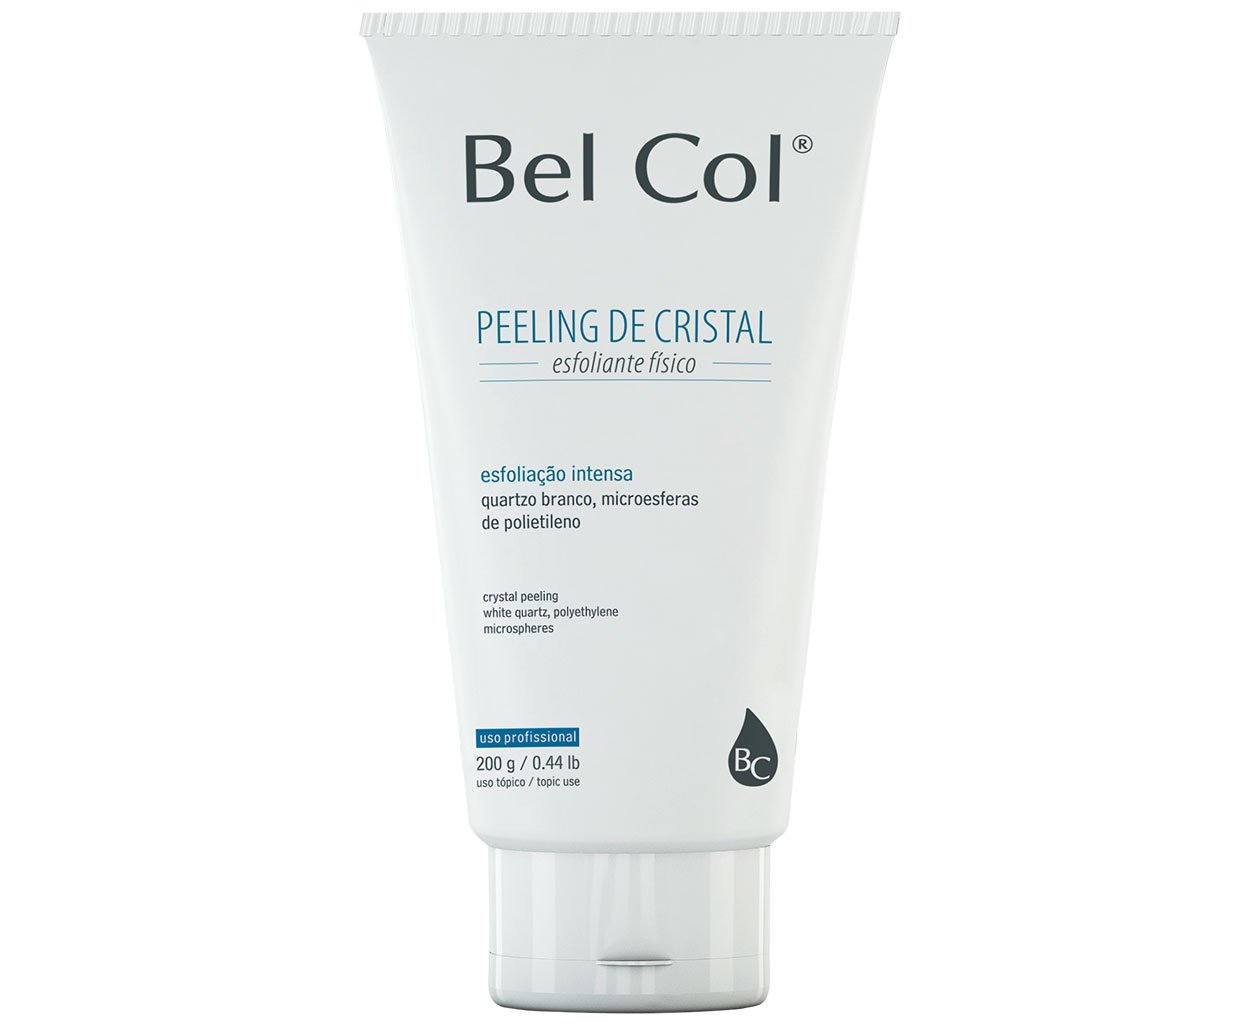 Bel Col®
PEELING DE CRISTAL
esfoliante físico
esfoliação intensa
quartzo branco, microesferas
de polietileno
crystal peeling
white quartz, polyethylene
microspheres
uso profissional
200 g / 0.44 lb
uso tópico / topic use
BC